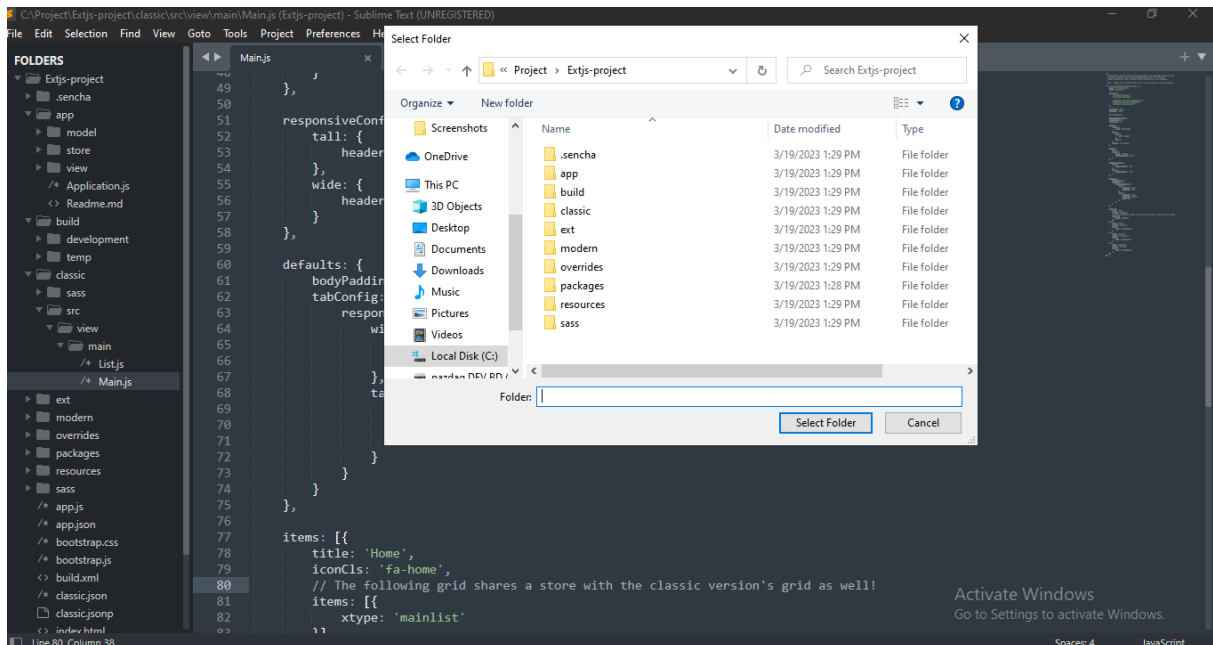 C:\Project\Extjs-project\classic\src\view\main\Main.js (Extjs-project) - Sublime Text (UNREGISTERED)
File Edit Selection Find View Goto Tools Project Preferences He
FOLDERS
Extjs-project
.sencha
app
model
store
view
/* Application.js
<> Readme.md
build
development
temp
classic
sass
src
view
main
/* List.js
/* Main.js
ext
modern
overrides
packages
resources
sass
/* app.js
/* app.json
/* bootstrap.css
/* bootstrap.js
<> build.xml
/* classic.json
classic.jsonp
<> index.html
Main.js ×
48 }
49 },
50
51 responsiveConf
52 tall: {
53 header
54 },
55 wide: {
56 header
57 }
58 },
59
60 defaults: {
61 bodyPaddin
62 tabConfig:
63 respon
64 wi
65
66
67 },
68 ta
69
70
71
72 }
73 }
74 }
75 },
76
77 items: [{
78 title: 'Home',
79 iconCls: 'fa-home',
80 // The following grid shares a store with the classic version's grid as well!
81 items: [{
82 xtype: 'mainlist'
83 }]
Select Folder
« Project › Extjs-project
Search Extjs-project
Organize New folder
Screenshots
OneDrive
This PC
3D Objects
Desktop
Documents
Downloads
Music
Pictures
Videos
Local Disk (C:)
nazdaq DEV BD (
Name Date modified Type
.sencha 3/19/2023 1:29 PM File folder
app 3/19/2023 1:29 PM File folder
build 3/19/2023 1:29 PM File folder
classic 3/19/2023 1:29 PM File folder
ext 3/19/2023 1:29 PM File folder
modern 3/19/2023 1:29 PM File folder
overrides 3/19/2023 1:29 PM File folder
packages 3/19/2023 1:28 PM File folder
resources 3/19/2023 1:29 PM File folder
sass 3/19/2023 1:29 PM File folder
Folder:
Select Folder Cancel
Activate Windows
Go to Settings to activate Windows.
Line 80, Column 38 Spaces: 4 JavaScript